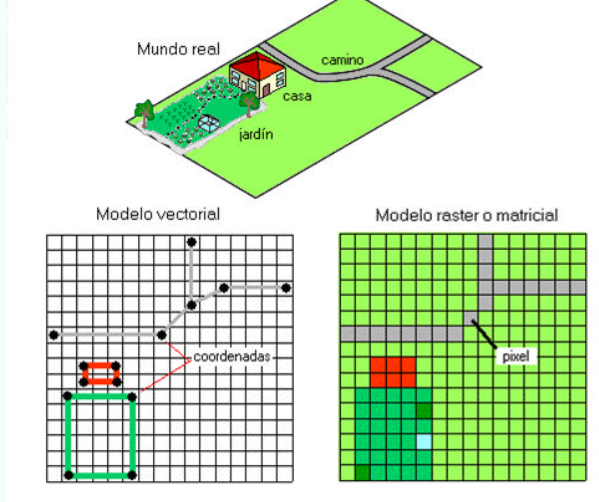 Mundo real
camino
casa
jardín
Modelo vectorial
Modelo raster o matricial
coordenadas
pixel